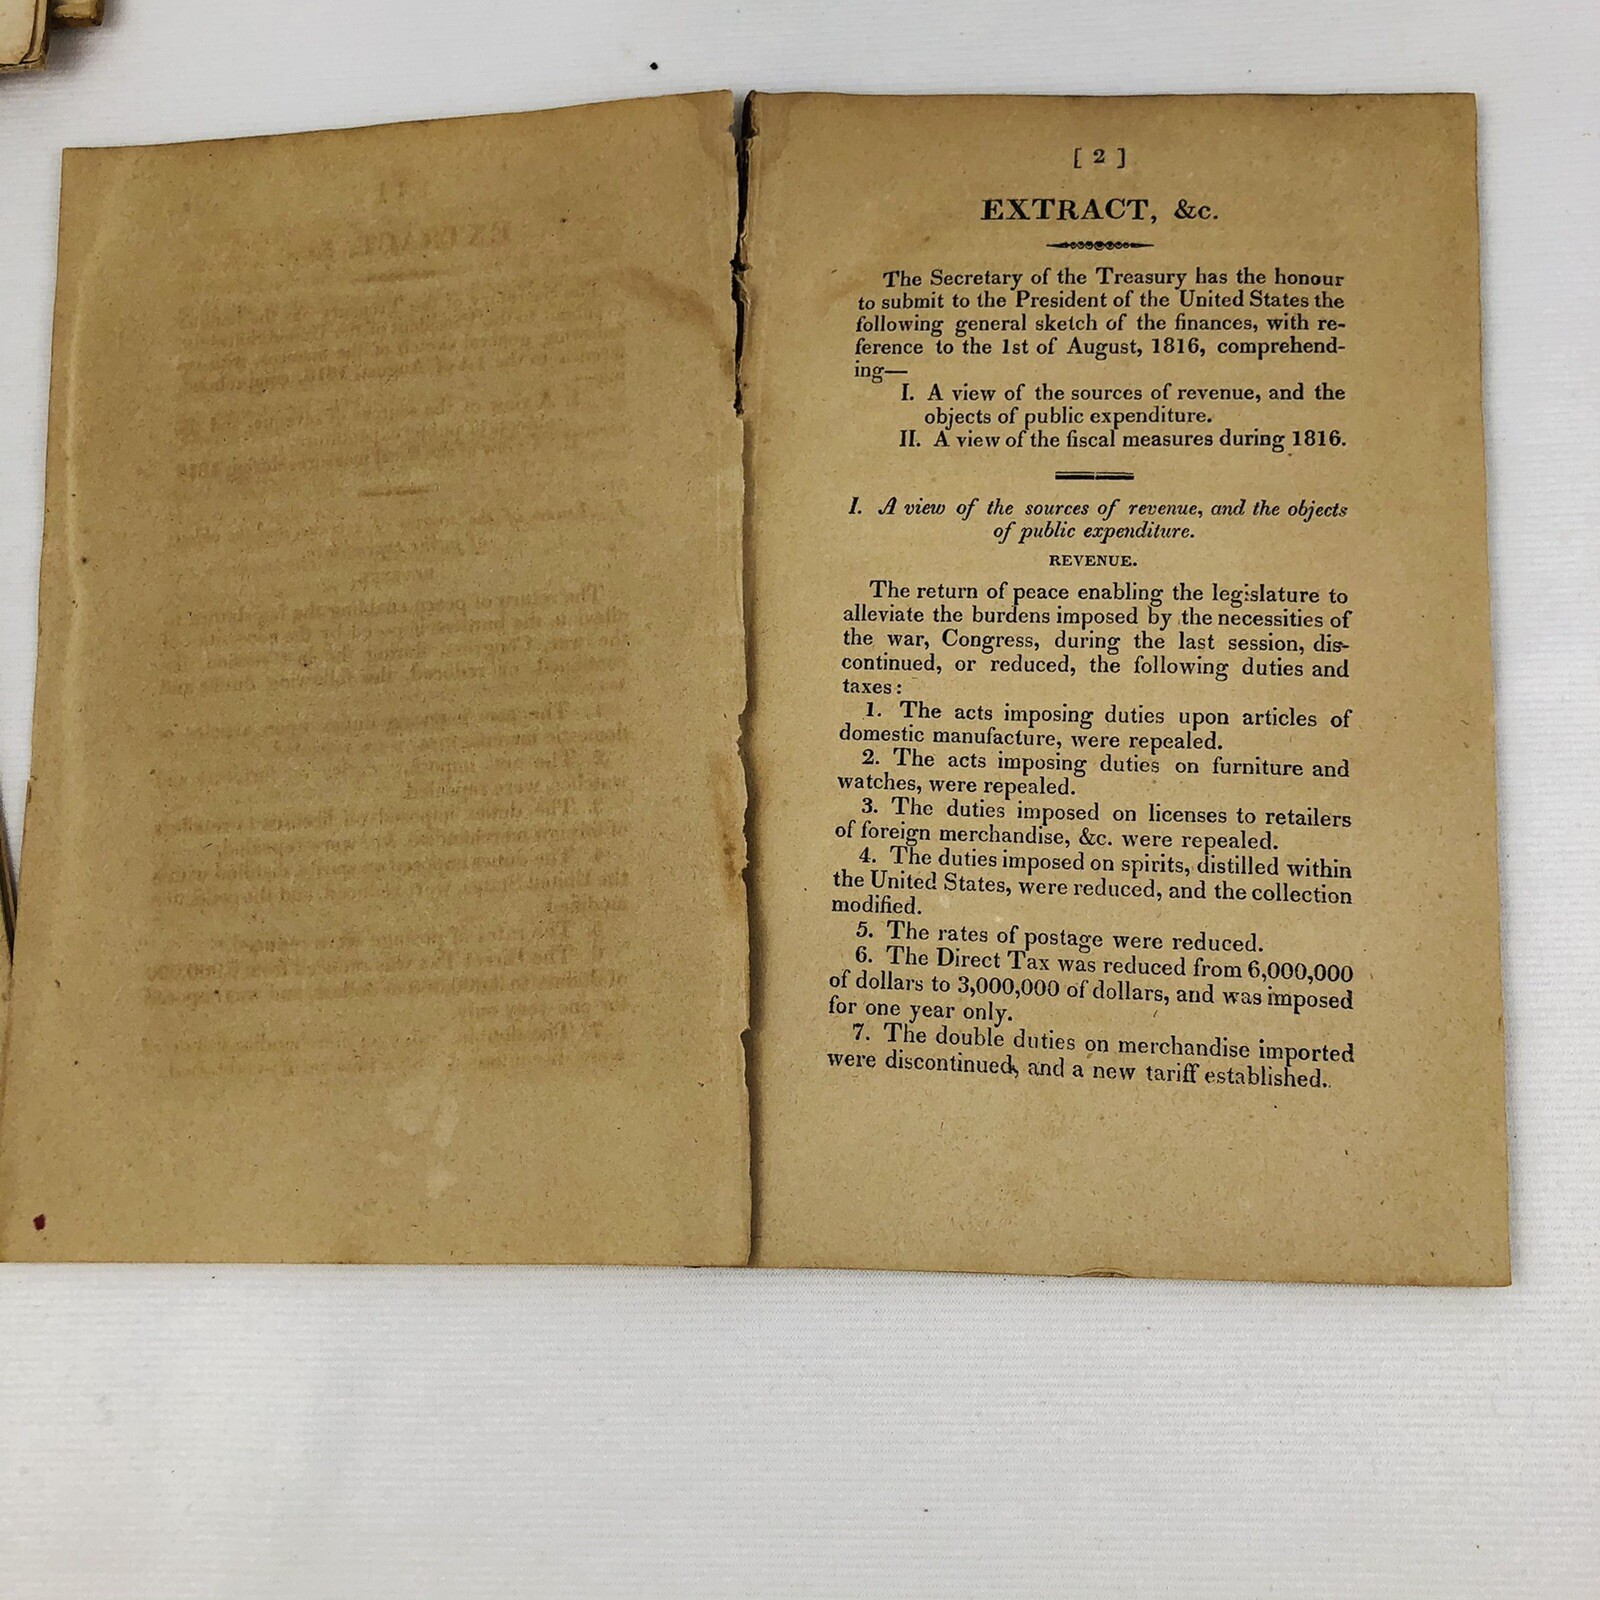 [ 2 ]
EXTRACT, &c.
The Secretary of the Treasury has the honour
to submit to the President of the United States the
following general sketch of the finances, with re-
ference to the 1st of August, 1816, comprehend-
ing—
I. A view of the sources of revenue, and the
objects of public expenditure.
II. A view of the fiscal measures during 1816.
I. A view of the sources of revenue, and the objects
of public expenditure.
REVENUE.
The return of peace enabling the legislature to
alleviate the burdens imposed by the necessities of
the war, Congress, during the last session, dis-
continued, or reduced, the following duties and
taxes:
1. The acts imposing duties upon articles of
domestic manufacture, were repealed.
2. The acts imposing duties on furniture and
watches, were repealed.
3. The duties imposed on licenses to retailers
of foreign merchandise, &c. were repealed.
4. The duties imposed on spirits, distilled within
the United States, were reduced, and the collection
modified.
5. The rates of postage were reduced.
6. The Direct Tax was reduced from 6,000,000
of dollars to 3,000,000 of dollars, and was imposed
for one year only.
7. The double duties on merchandise imported
were discontinued, and a new tariff established.